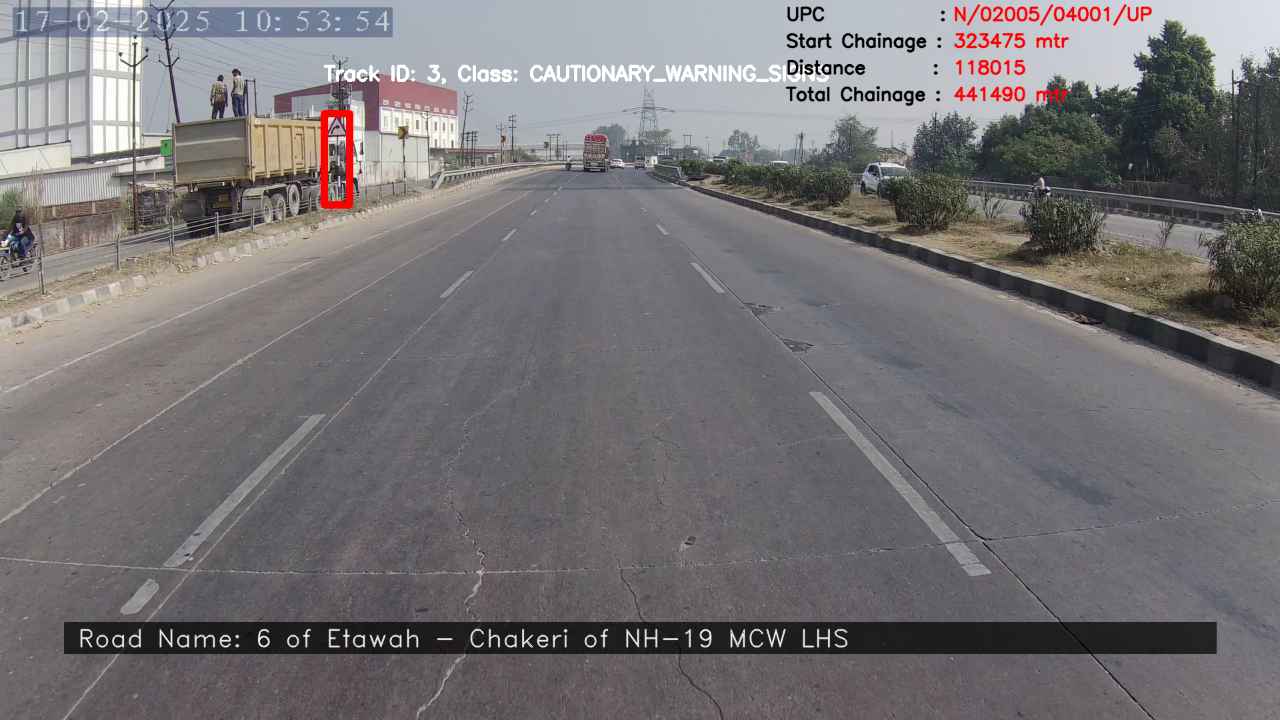 17-02-2025 10:53:54
UPC : N/02005/04001/UP
Start Chainage : 323475 mtr
Track ID: 3, Class: CAUTIONARY_WARNING_SIGNS
Distance : 118015
Total Chainage : 441490 mtr
Road Name: 6 of Etawah - Chakeri of NH-19 MCW LHS